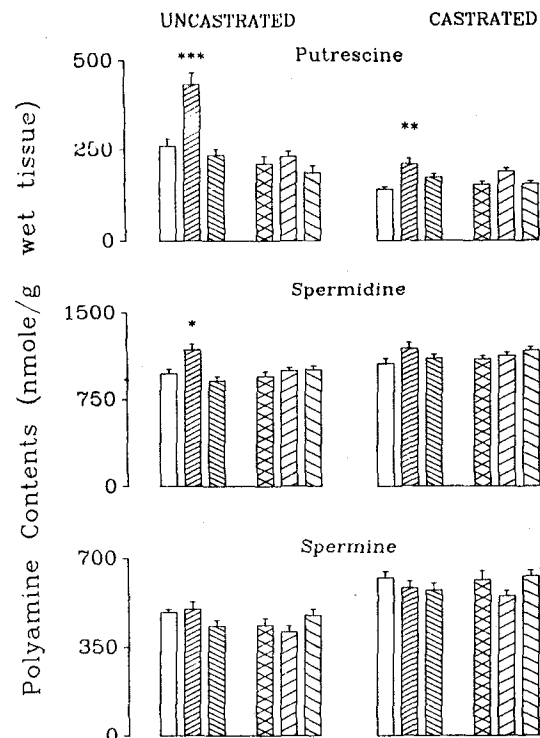 UNCASTRATED CASTRATED
*** Putrescine
500
**
250
0
Spermidine
1500
*
750
0
Spermine
700
350
0
Polyamine Contents (nmole/g wet tissue)